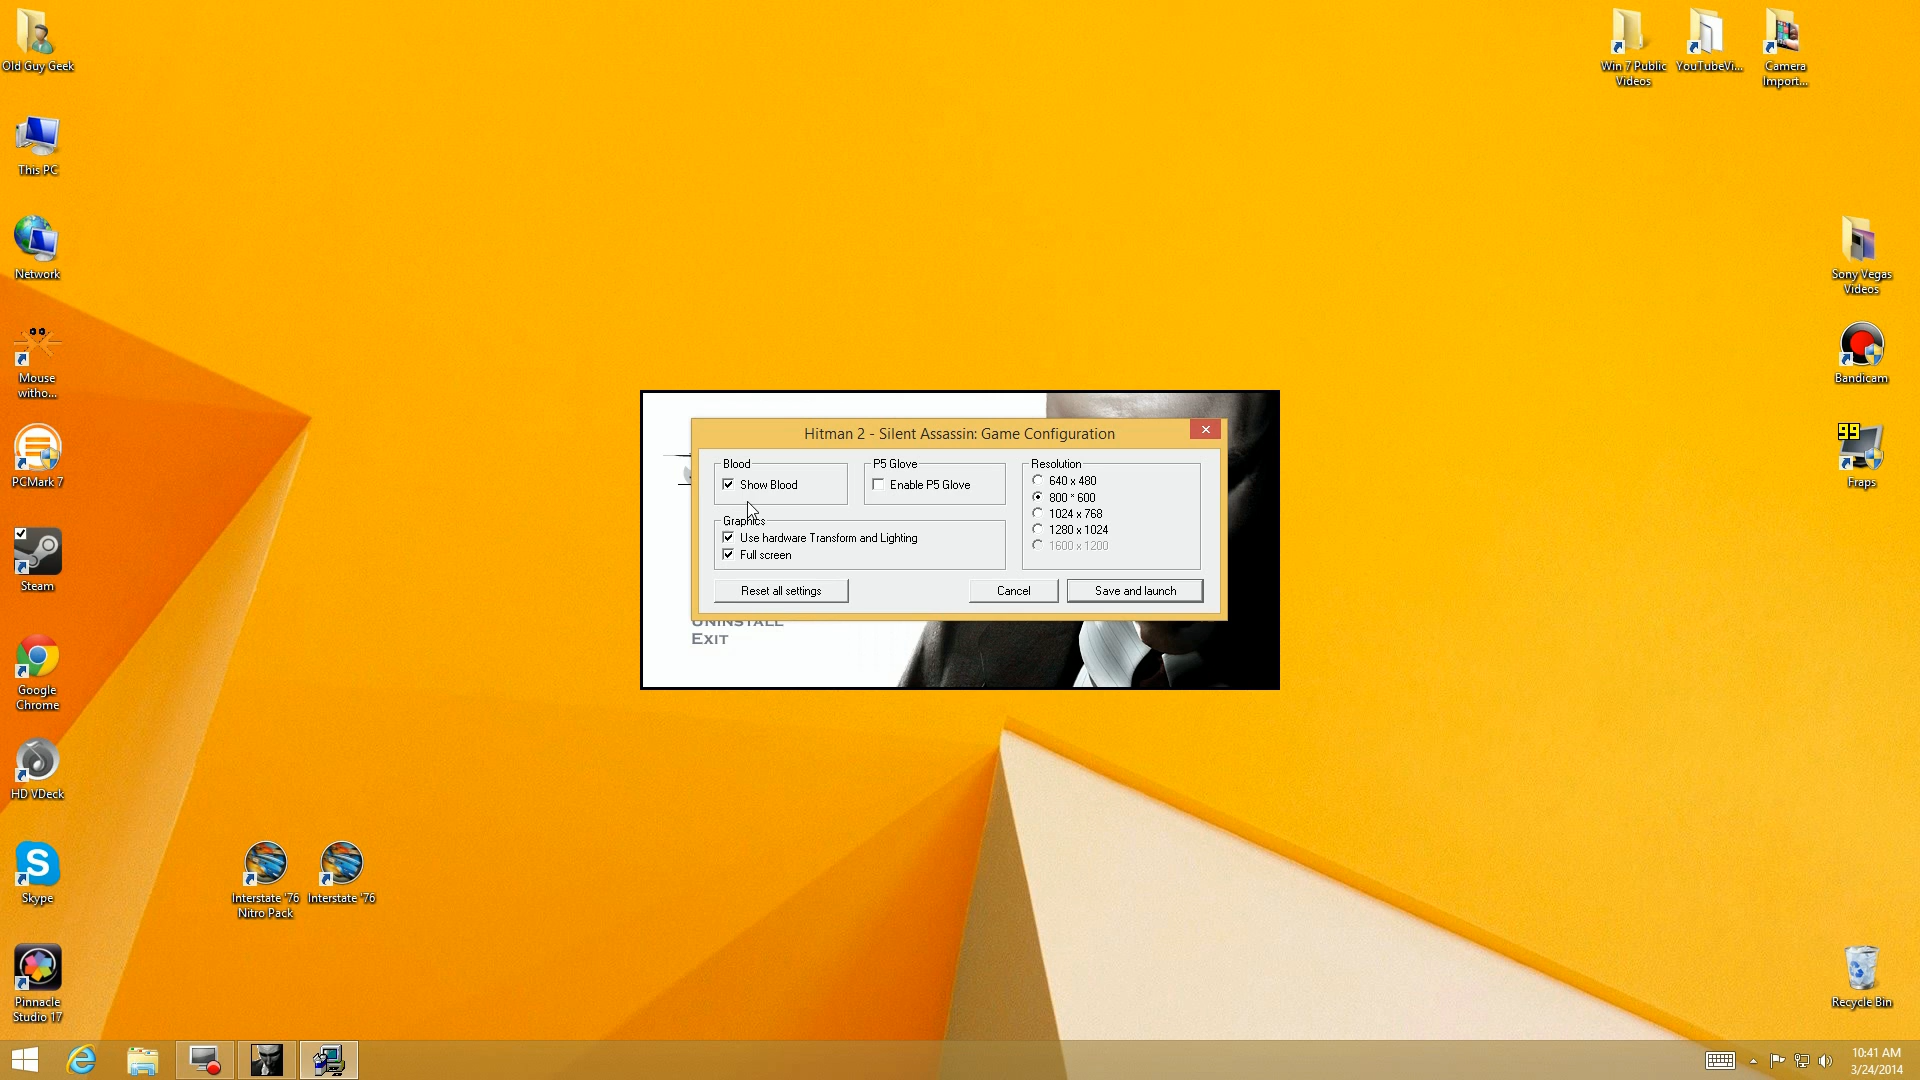 Old Guy Geek
This PC
Network
Mouse
witho...
PCMark 7
Steam
Google
Chrome
HD VDeck
Skype
Pinnacle
Studio 17
Interstate '76
Nitro Pack
Interstate '76
Win 7 Public
Videos
YouTubeVi...
Camera
Import...
Sony Vegas
Videos
Bandicam
99
Fraps
Recycle Bin
Hitman 2 - Silent Assassin: Game Configuration
Blood
Show Blood
P5 Glove
Enable P5 Glove
Resolution
640 x 480
800 * 600
1024 x 768
1280 x 1024
1600 x 1200
Graphics
Use hardware Transform and Lighting
Full screen
Reset all settings
Cancel
Save and launch
UNINSTALL
EXIT
10:41 AM
3/24/2014